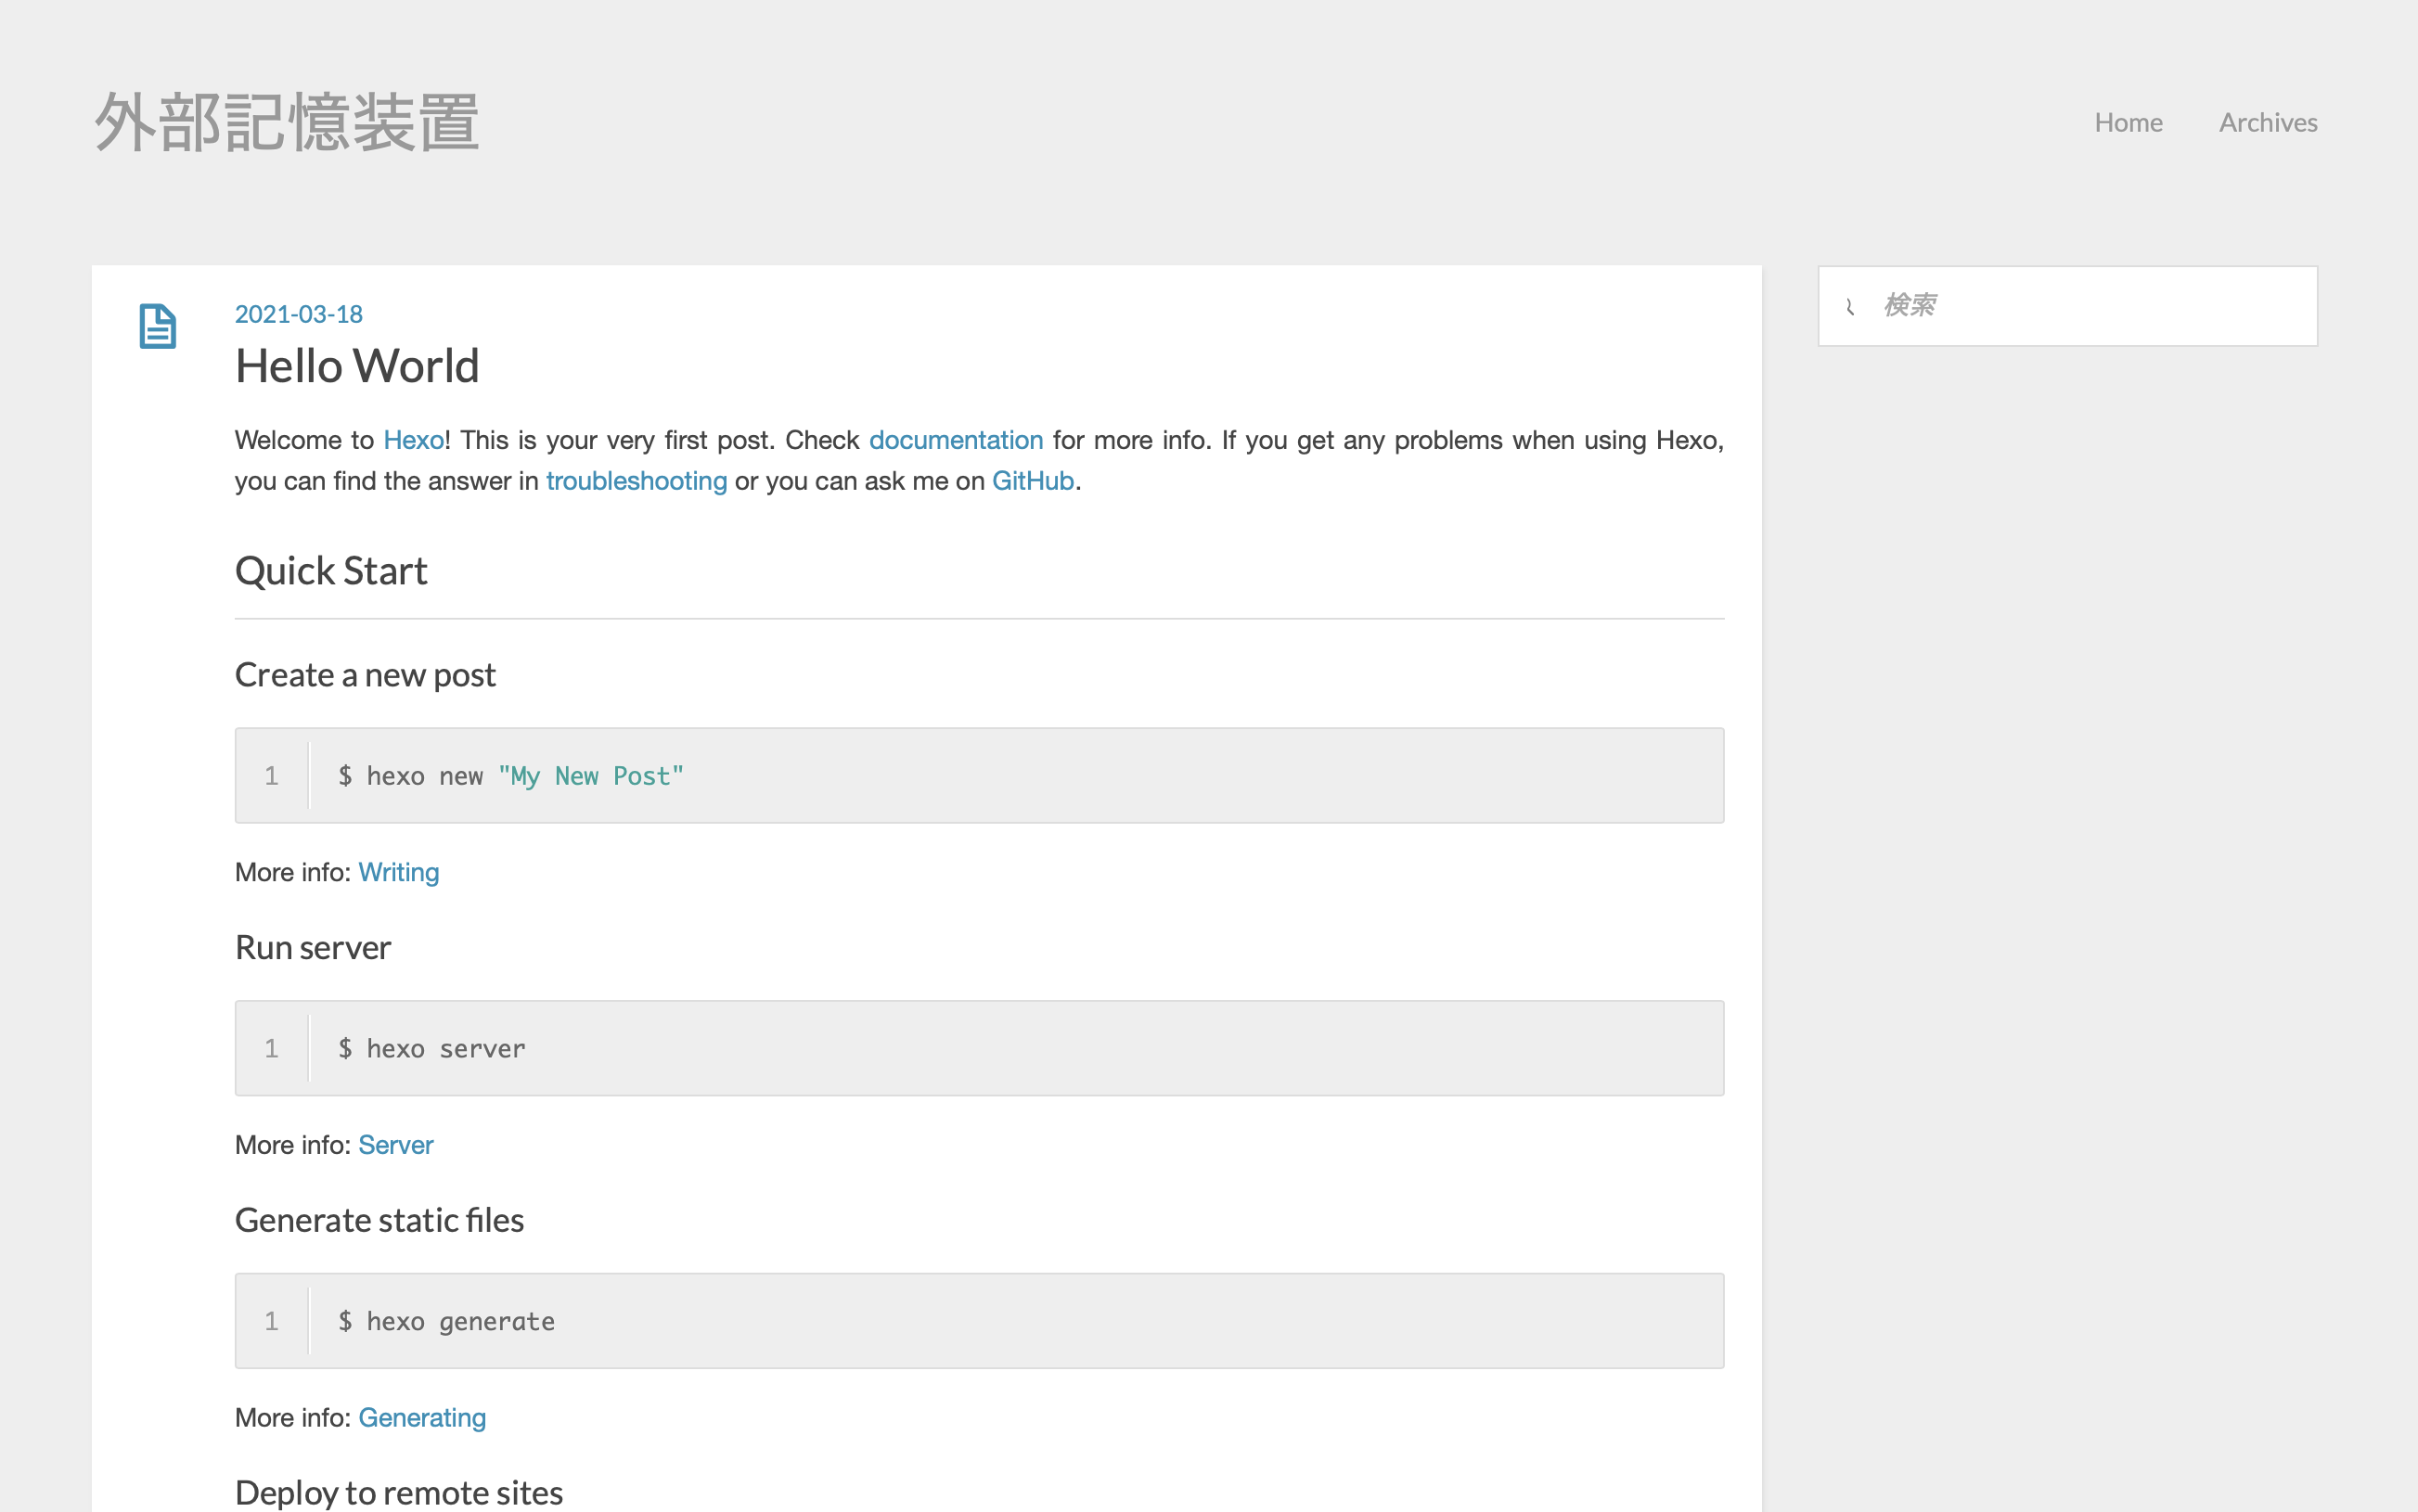 外部記憶装置
Home Archives
2021-03-18
Hello World
Welcome to Hexo! This is your very first post. Check documentation for more info. If you get any problems when using Hexo,
you can find the answer in troubleshooting or you can ask me on GitHub.
Quick Start
Create a new post
1 $ hexo new "My New Post"
More info: Writing
Run server
1 $ hexo server
More info: Server
Generate static files
1 $ hexo generate
More info: Generating
Deploy to remote sites
検索